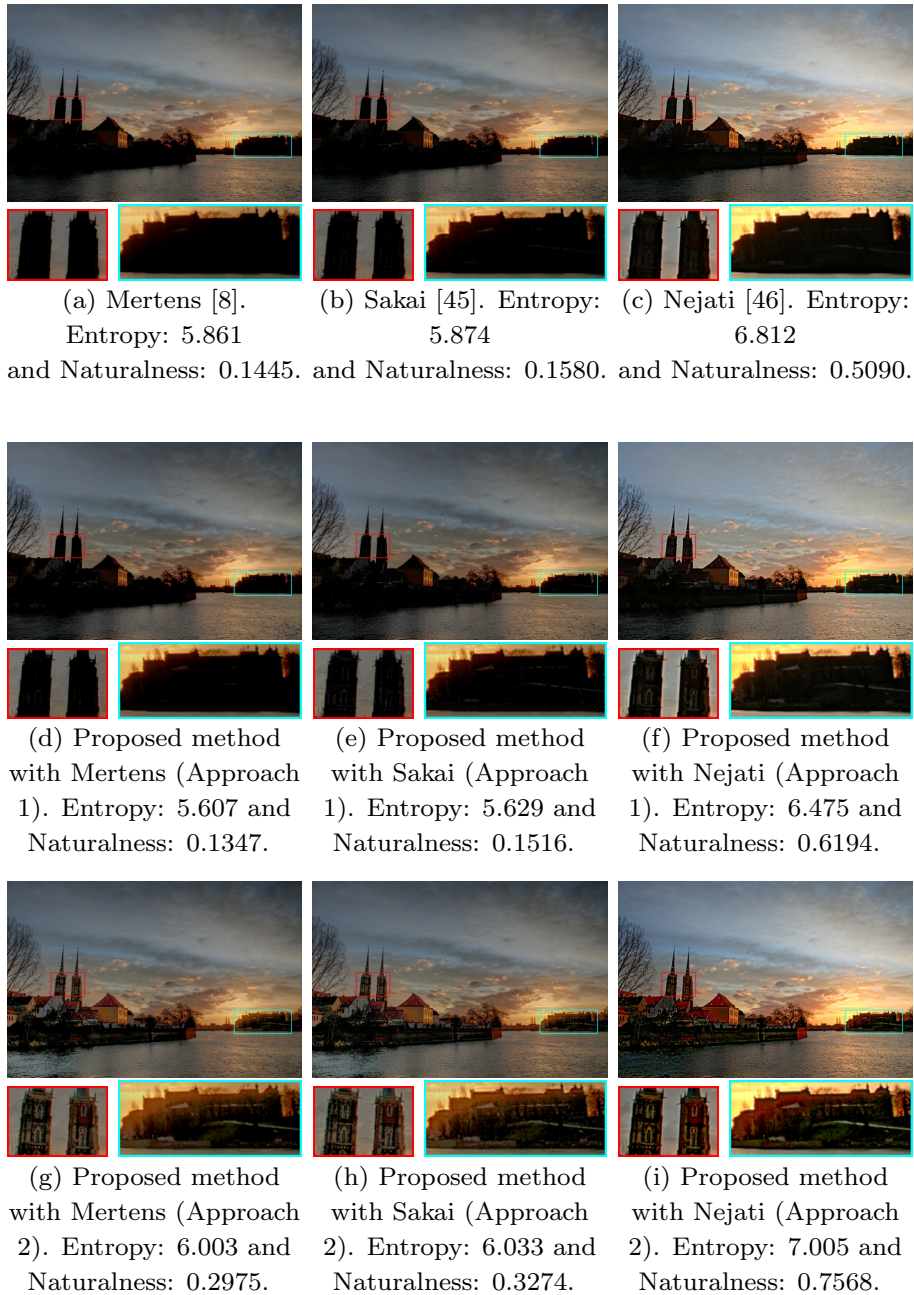 (a) Mertens [8].
Entropy: 5.861
and Naturalness: 0.1445.
(b) Sakai [45]. Entropy:
5.874
and Naturalness: 0.1580.
(c) Nejati [46]. Entropy:
6.812
and Naturalness: 0.5090.
(d) Proposed method
with Mertens (Approach
1). Entropy: 5.607 and
Naturalness: 0.1347.
(e) Proposed method
with Sakai (Approach
1). Entropy: 5.629 and
Naturalness: 0.1516.
(f) Proposed method
with Nejati (Approach
1). Entropy: 6.475 and
Naturalness: 0.6194.
(g) Proposed method
with Mertens (Approach
2). Entropy: 6.003 and
Naturalness: 0.2975.
(h) Proposed method
with Sakai (Approach
2). Entropy: 6.033 and
Naturalness: 0.3274.
(i) Proposed method
with Nejati (Approach
2). Entropy: 7.005 and
Naturalness: 0.7568.